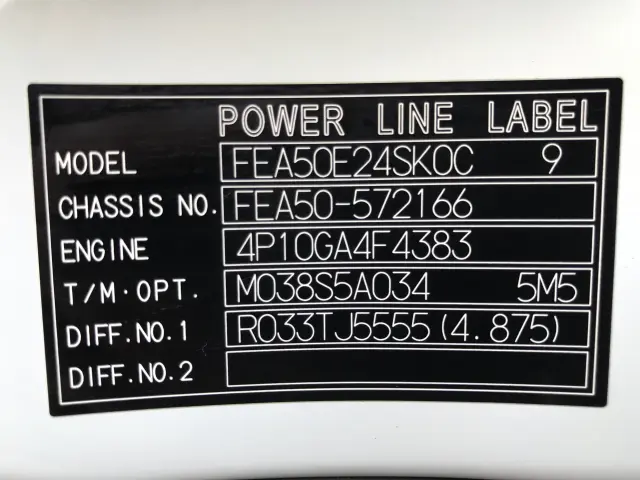 POWER LINE LABEL
MODEL FEA50E24SK0C 9
CHASSIS NO. FEA50-572166
ENGINE 4P10GA4F4383
T/M·OPT. M038S5A034 5M5
DIFF.NO.1 R033TJ5555(4.875)
DIFF.NO.2